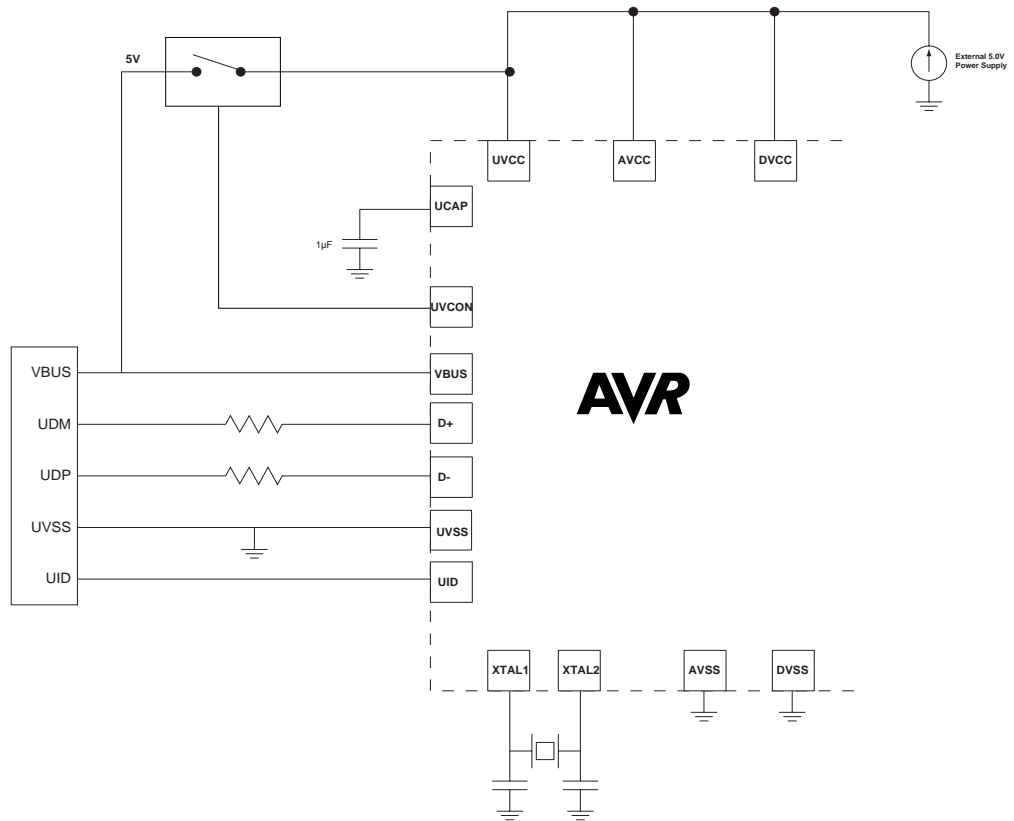 5V
External 5.0V
Power Supply
UVCC
AVCC
DVCC
UCAP
1µF
UVCON
VBUS
VBUS
UDM
D+
UDP
D-
UVSS
UVSS
UID
UID
AVR
XTAL1
XTAL2
AVSS
DVSS